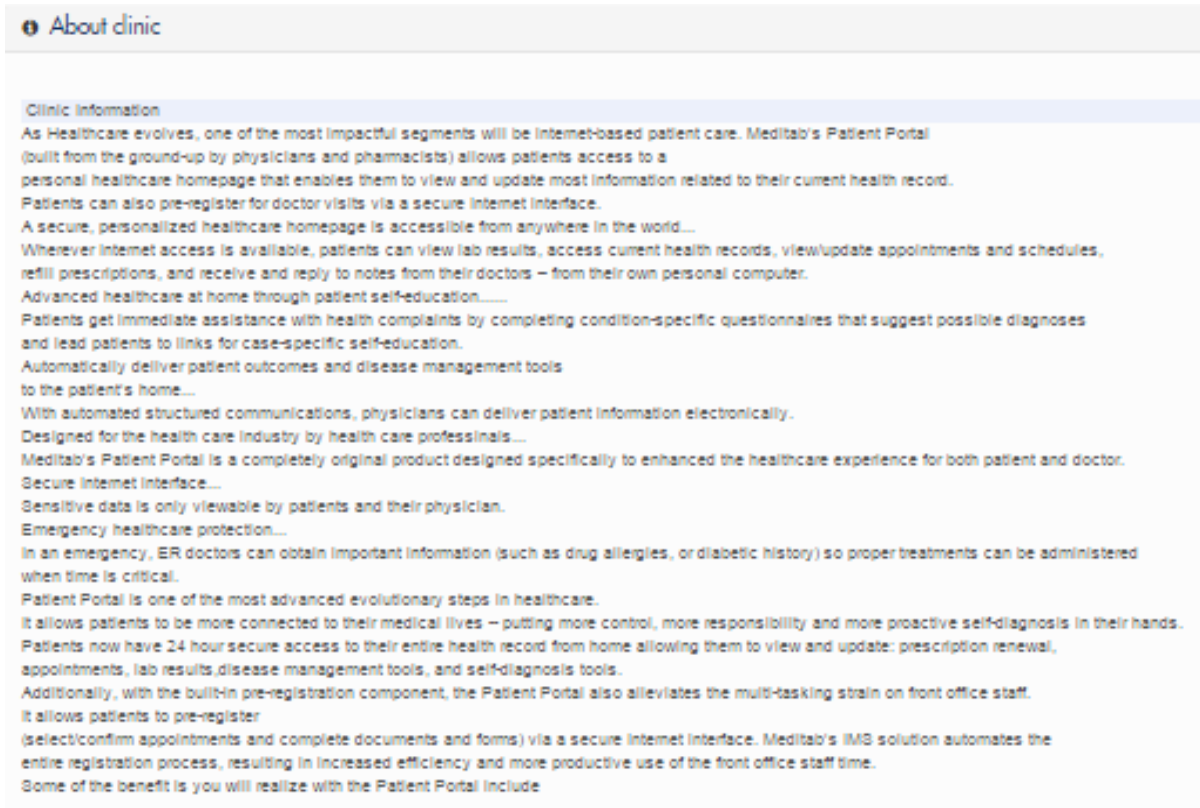 About clinic
Clinic Information
As Healthcare evolves, one of the most impactful segments will be internet-based patient care. Meditab's Patient Portal
(built from the ground-up by physicians and pharmacists) allows patients access to a
personal healthcare homepage that enables them to view and update most information related to their current health record.
Patients can also pre-register for doctor visits via a secure internet interface.
A secure, personalized healthcare homepage is accessible from anywhere in the world...
Wherever internet access is available, patients can view lab results, access current health records, view/update appointments and schedules,
refill prescriptions, and receive and reply to notes from their doctors – from their own personal computer.
Advanced healthcare at home through patient self-education......
Patients get immediate assistance with health complaints by completing condition-specific questionnaires that suggest possible diagnoses
and lead patients to links for case-specific self-education.
Automatically deliver patient outcomes and disease management tools
to the patient's home...
With automated structured communications, physicians can deliver patient information electronically.
Designed for the health care industry by health care professinals...
Meditab's Patient Portal is a completely original product designed specifically to enhanced the healthcare experience for both patient and doctor.
Secure internet interface...
Sensitive data is only viewable by patients and their physician.
Emergency healthcare protection...
In an emergency, ER doctors can obtain important information (such as drug allergies, or diabetic history) so proper treatments can be administered
when time is critical.
Patient Portal is one of the most advanced evolutionary steps in healthcare.
It allows patients to be more connected to their medical lives – putting more control, more responsibility and more proactive self-diagnosis in their hands.
Patients now have 24 hour secure access to their entire health record from home allowing them to view and update: prescription renewal,
appointments, lab results,disease management tools, and self-diagnosis tools.
Additionally, with the built-in pre-registration component, the Patient Portal also alleviates the multi-tasking strain on front office staff.
It allows patients to pre-register
(select/confirm appointments and complete documents and forms) via a secure internet interface. Meditab's IMS solution automates the
entire registration process, resulting in increased efficiency and more productive use of the front office staff time.
Some of the benefit is you will realize with the Patient Portal include